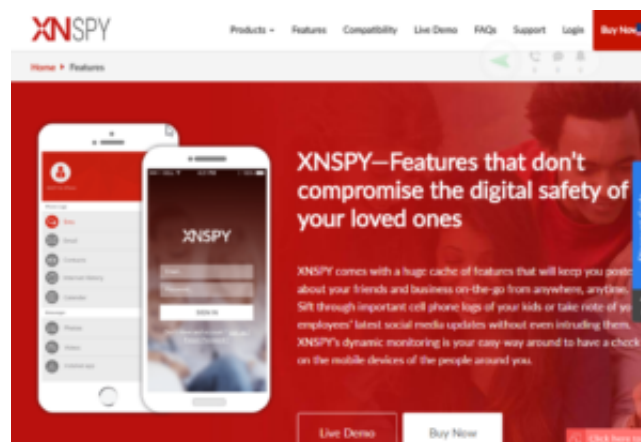 XNSPY
Products Features Compatibility Live Demo FAQs Support Login Buy Now
Home Features
XNSPY—Features that don't
compromise the digital safety of
your loved ones
XNSPY comes with a huge cache of features that will keep you
about your friends and business on-the-go from anywhere, anytime.
Sift through important cell phone logs of your kids or take note of
employees' latest social media updates without even intruding them.
XNSPY's dynamic monitoring is your easy way around to have a check
on the mobile devices of the people around you.
Contacts
Internet History
Calendar
Photos
XNSPY
SIGN IN
Live Demo
Buy Now